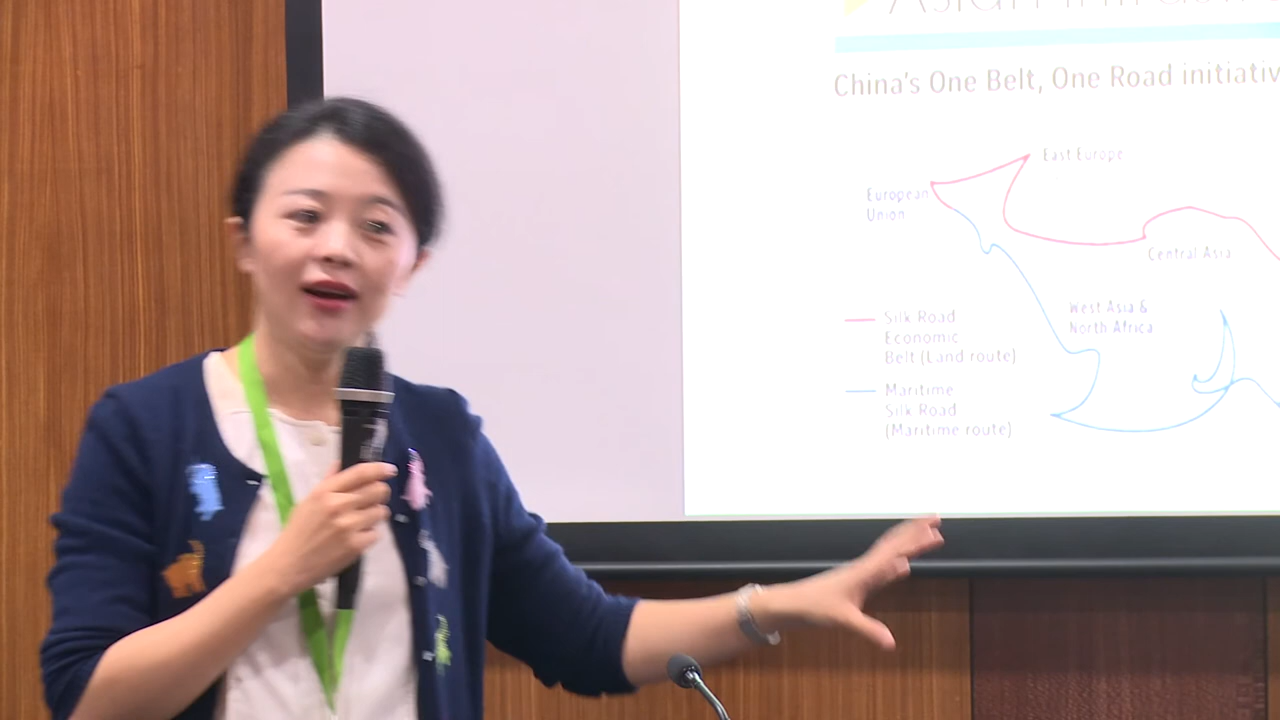 Asian
China's One Belt, One Road
East Europe
European
Union
Central Asia
West Asia &
North Africa
Silk Road
Economic
Belt (Land route)
Maritime
Silk Road
(Maritime route)